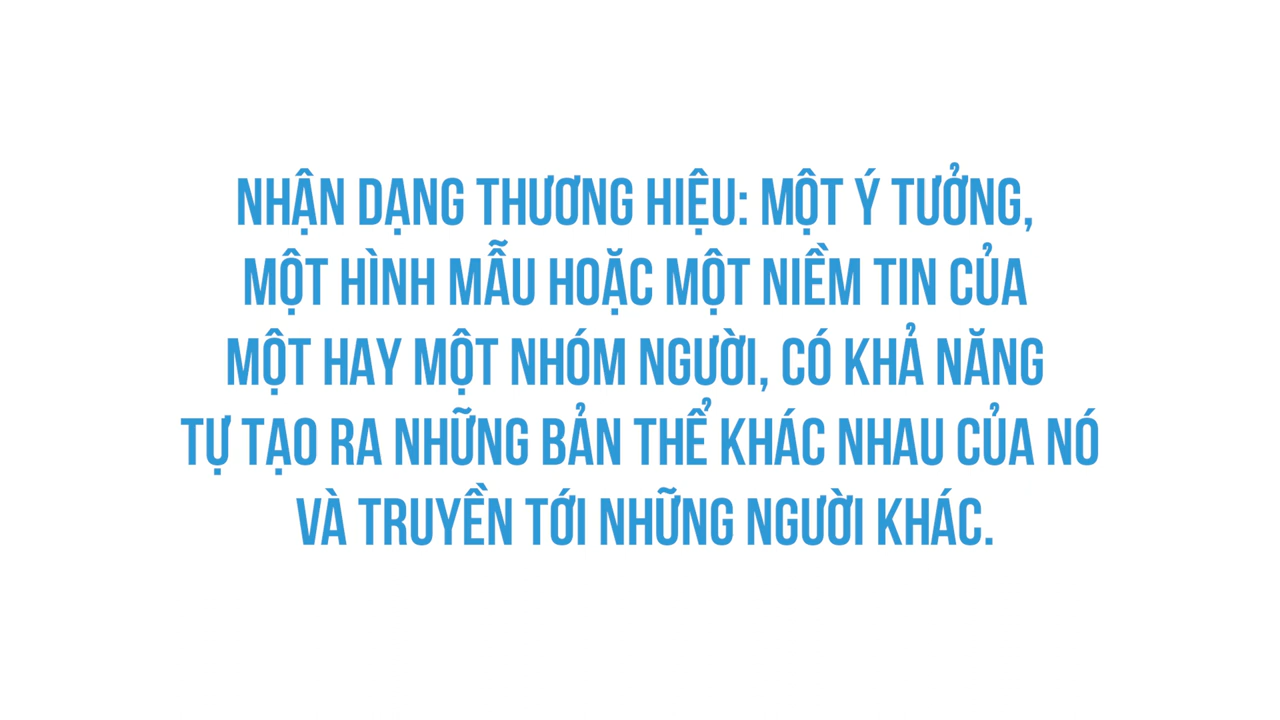 NHẬN DẠNG THƯƠNG HIỆU: MỘT Ý TƯỞNG,
MỘT HÌNH MẪU HOẶC MỘT NIỀM TIN CỦA
MỘT HAY MỘT NHÓM NGƯỜI, CÓ KHẢ NĂNG
TỰ TẠO RA NHỮNG BẢN THỂ KHÁC NHAU CỦA NÓ
VÀ TRUYỀN TỚI NHỮNG NGƯỜI KHÁC.